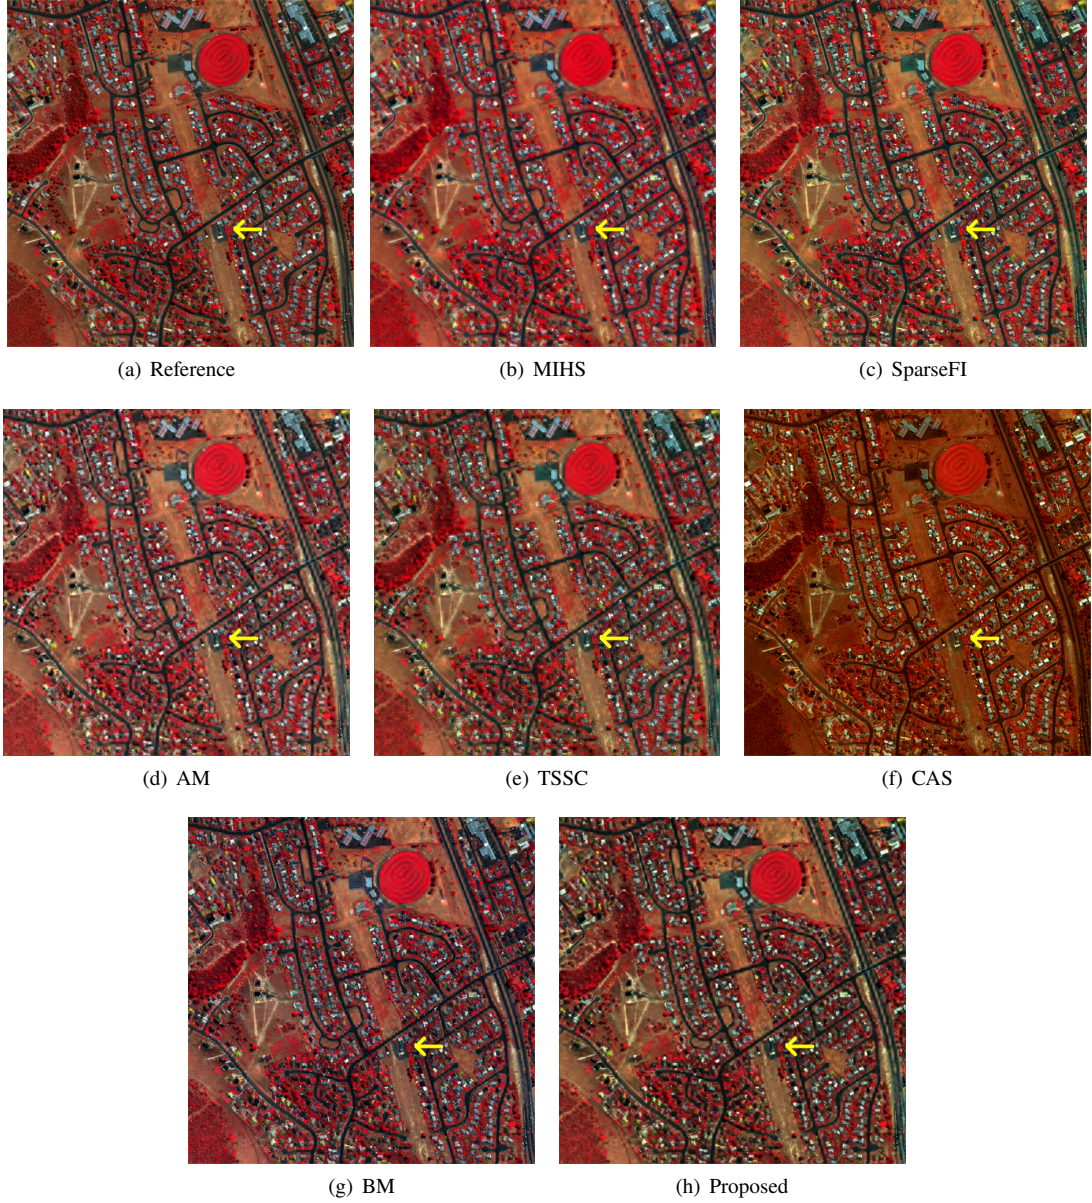 (a) Reference
(b) MIHS
(c) SparseFI
(d) AM
(e) TSSC
(f) CAS
(g) BM
(h) Proposed